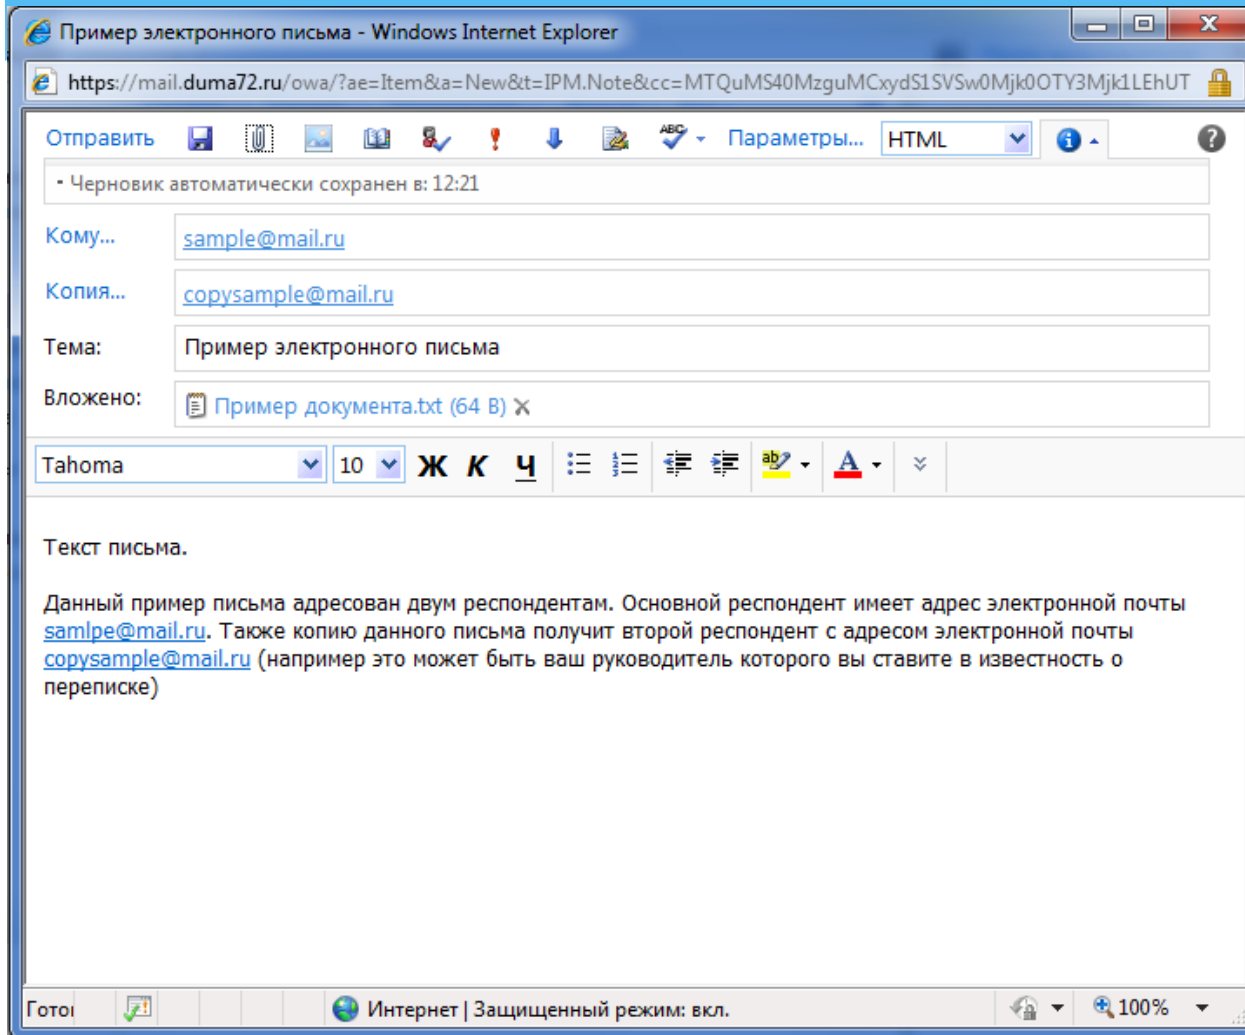 Пример электронного письма - Windows Internet Explorer
https://mail.duma72.ru/owa/?ae=Item&a=New&t=IPM.Note&cc=MTQuMS40MzguMCxydS1SVSw0Mjk0OTY3Mjk1LEhUT
Отправить ABC Параметры... HTML
- Черновик автоматически сохранен в: 12:21
Кому... sample@mail.ru
Копия... copysample@mail.ru
Тема: Пример электронного письма
Вложено: Пример документа.txt (64 B)
Tahoma 10 Ж К Ч ab A
Текст письма.
Данный пример письма адресован двум респондентам. Основной респондент имеет адрес электронной почты
samlpe@mail.ru. Также копию данного письма получит второй респондент с адресом электронной почты
copysample@mail.ru (например это может быть ваш руководитель которого вы ставите в известность о
переписке)
Интернет | Защищенный режим: вкл. 100%